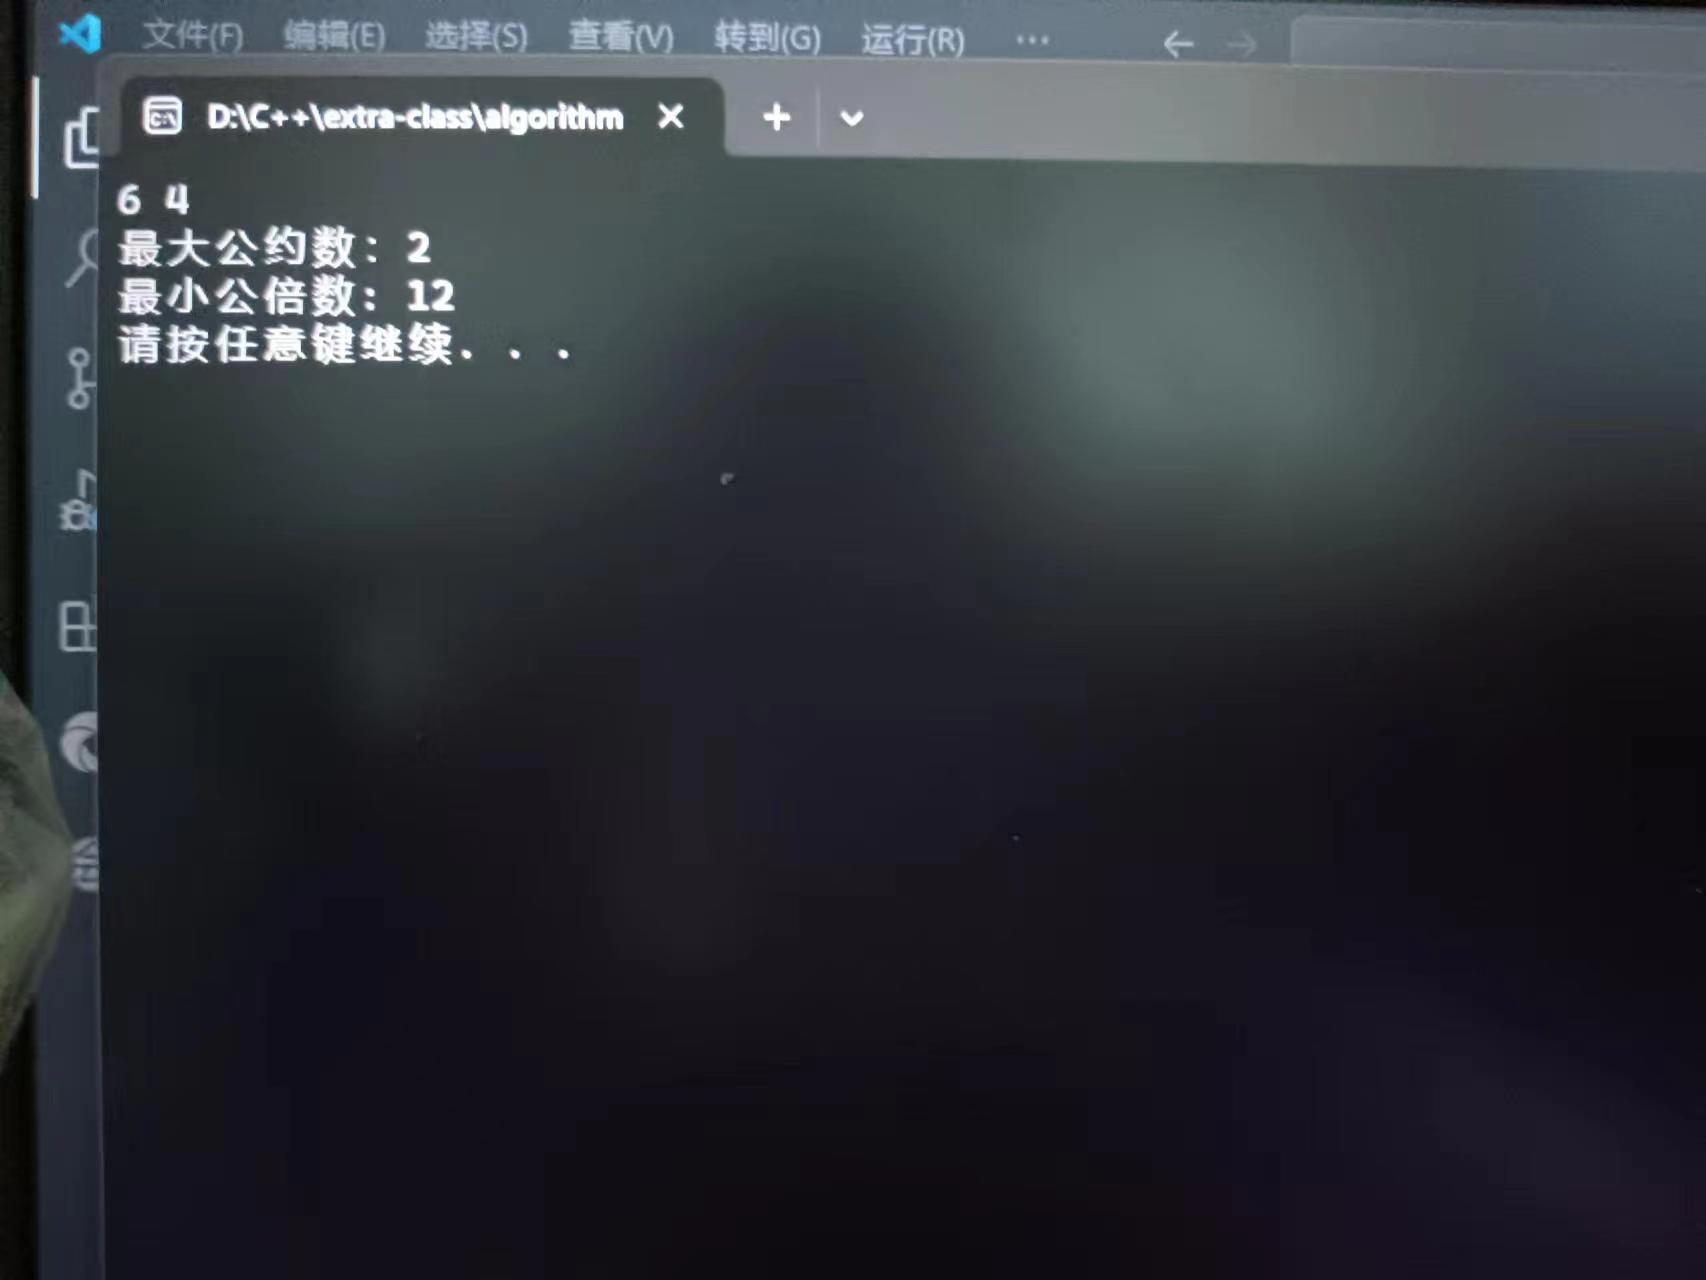 文件(F) 编辑(E) 选择(S) 查看(V) 转到(G) 运行(R) ···
D:\C++\extra-class\algorithm
6 4
最大公约数：2
最小公倍数：12
请按任意键继续. . .